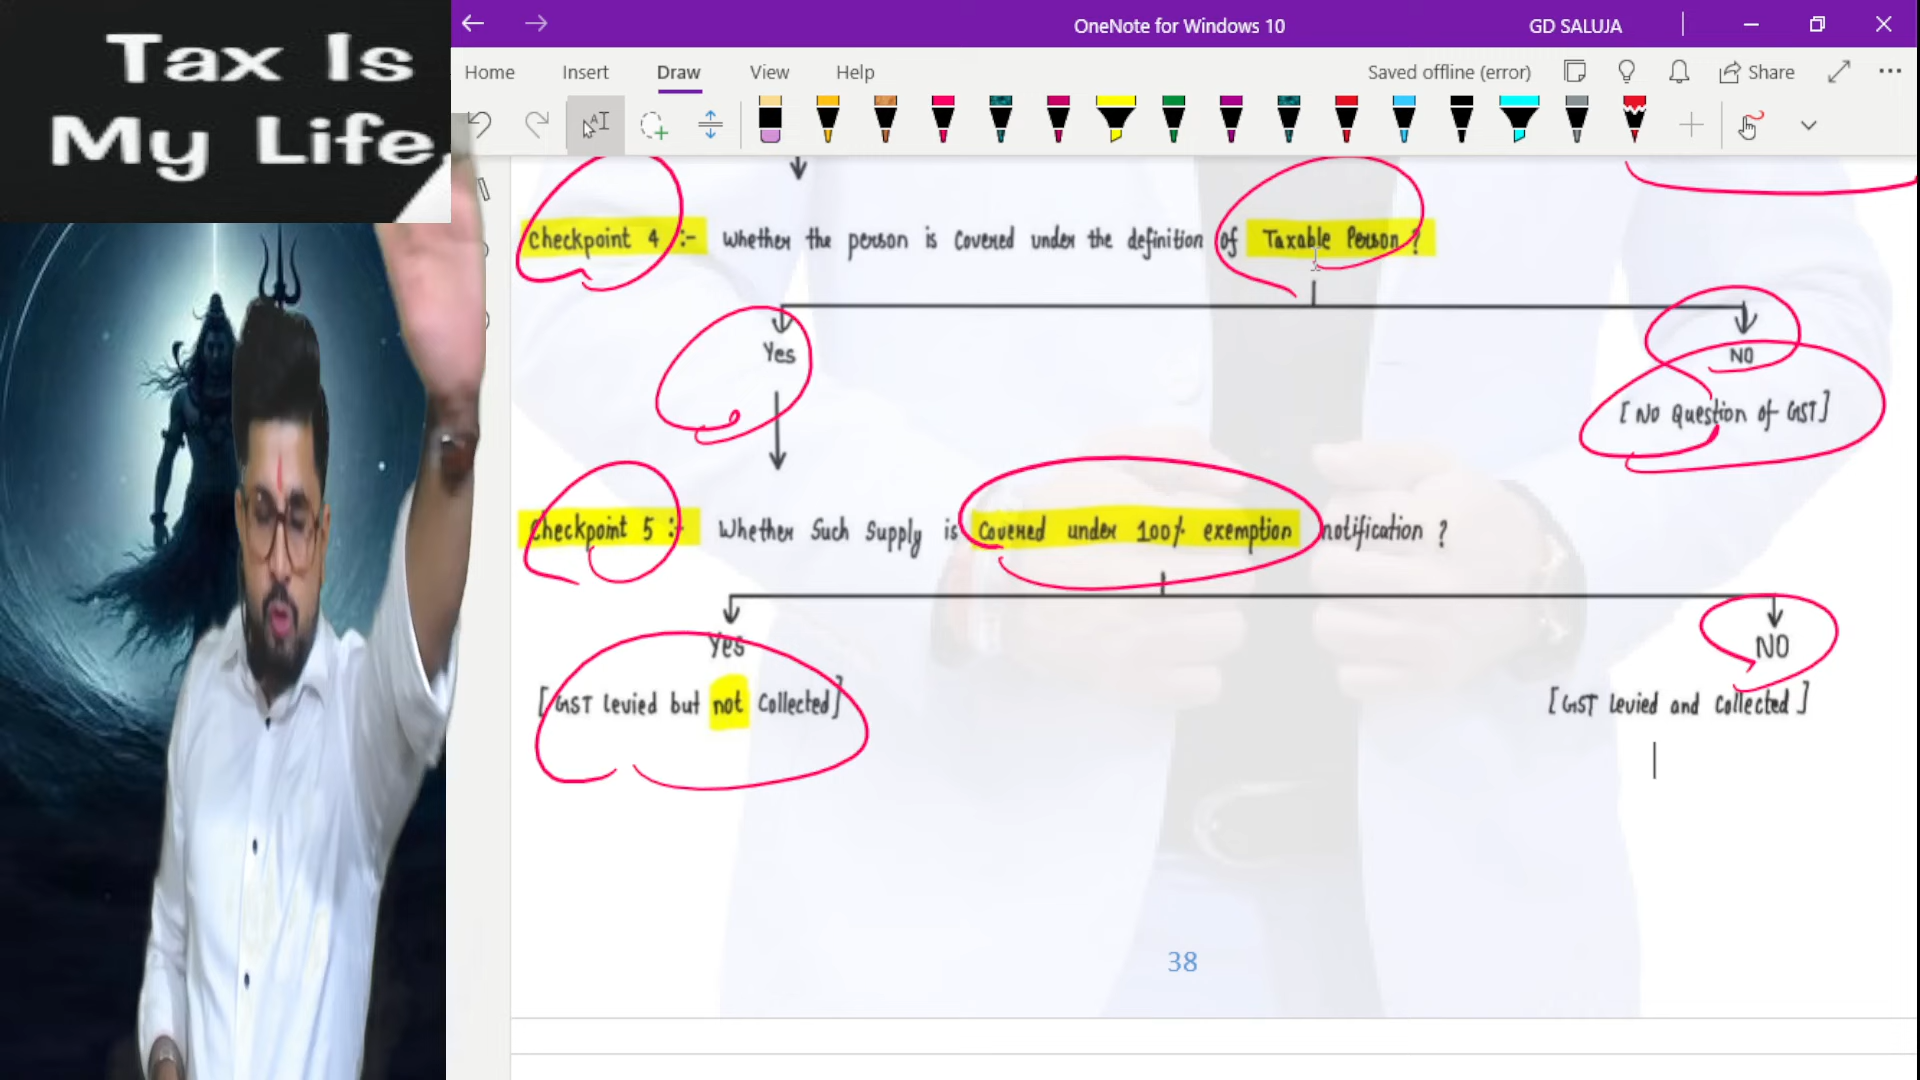 Tax Is
My Life.
OneNote for Windows 10
GD SALUJA
Home Insert Draw View Help
Saved offline (error)
Share
Checkpoint 4 :- Whether the person is Covered under the definition of Taxable Person ?
Yes
NO
[ No Question of GST ]
Checkpoint 5 :- Whether Such Supply is Covered under 100% exemption notification ?
Yes
NO
[ GST Levied but not Collected ]
[ GST Levied and Collected ]
38